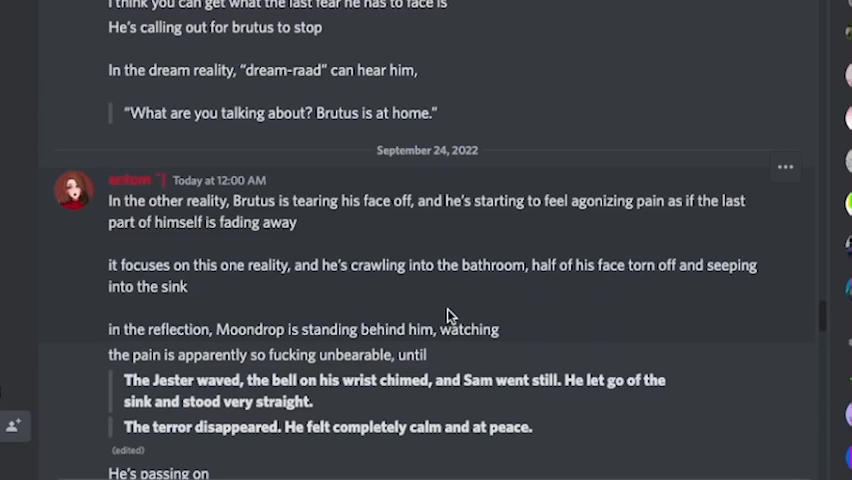 I think you can get what the last fear he has to face is
He's calling out for brutus to stop
In the dream reality, "dream-raad" can hear him,
"What are you talking about? Brutus is at home."
September 24, 2022
Today at 12:00 AM
In the other reality, Brutus is tearing his face off, and he's starting to feel agonizing pain as if the last
part of himself is fading away
it focuses on this one reality, and he's crawling into the bathroom, half of his face torn off and seeping
into the sink
in the reflection, Moondrop is standing behind him, watching
the pain is apparently so fucking unbearable, until
The Jester waved, the bell on his wrist chimed, and Sam went still. He let go of the
sink and stood very straight.
The terror disappeared. He felt completely calm and at peace.
(edited)
He's passing on